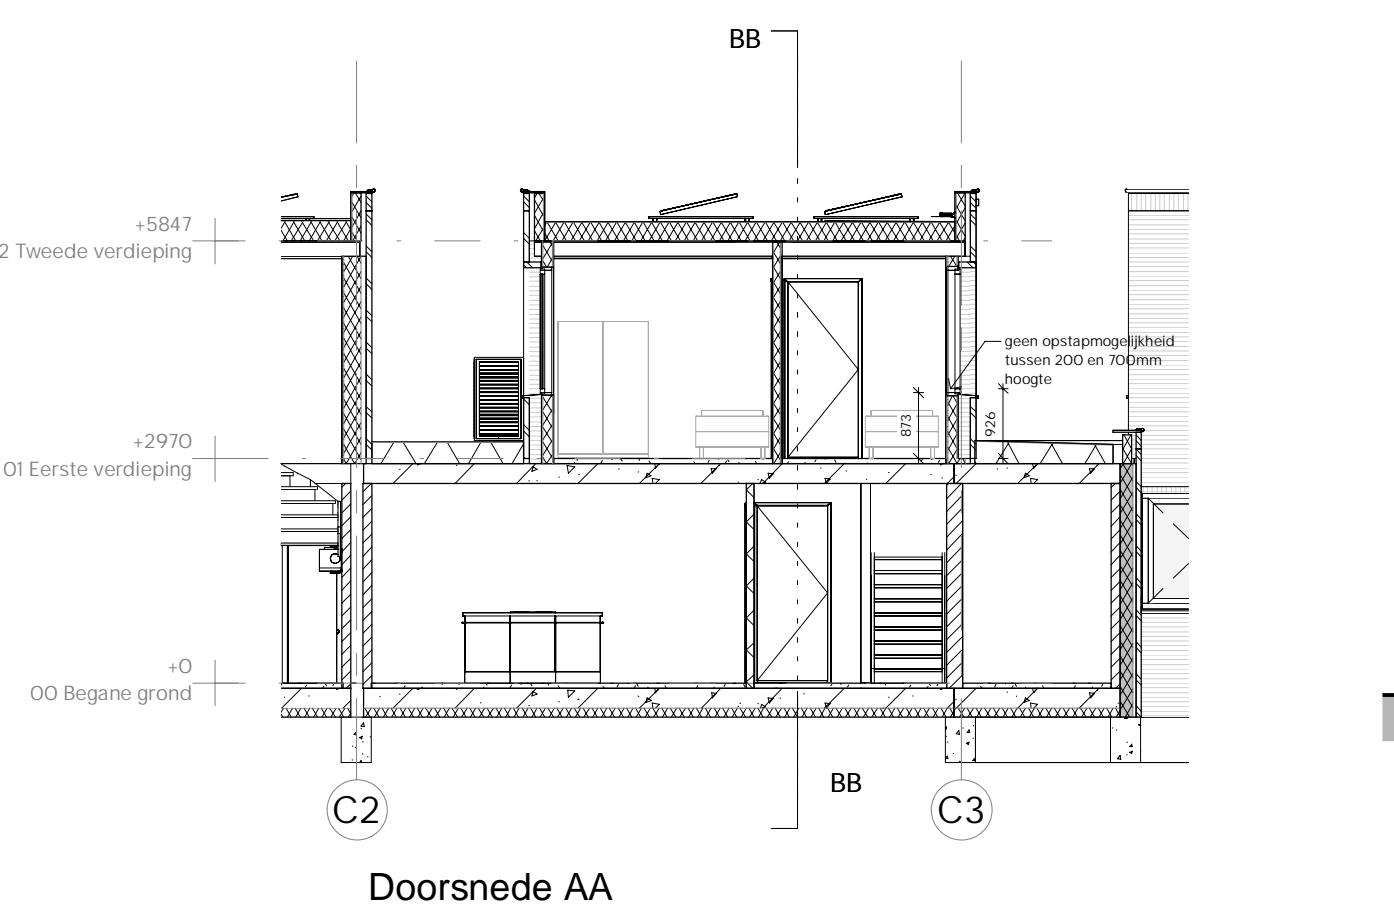 BB
+5847
2 Tweede verdieping
geen opstapmogelijkheid
tussen 200 en 700mm
hoogte
873
926
+2970
01 Eerste verdieping
+0
00 Begane grond
BB
C2
C3
Doorsnede AA